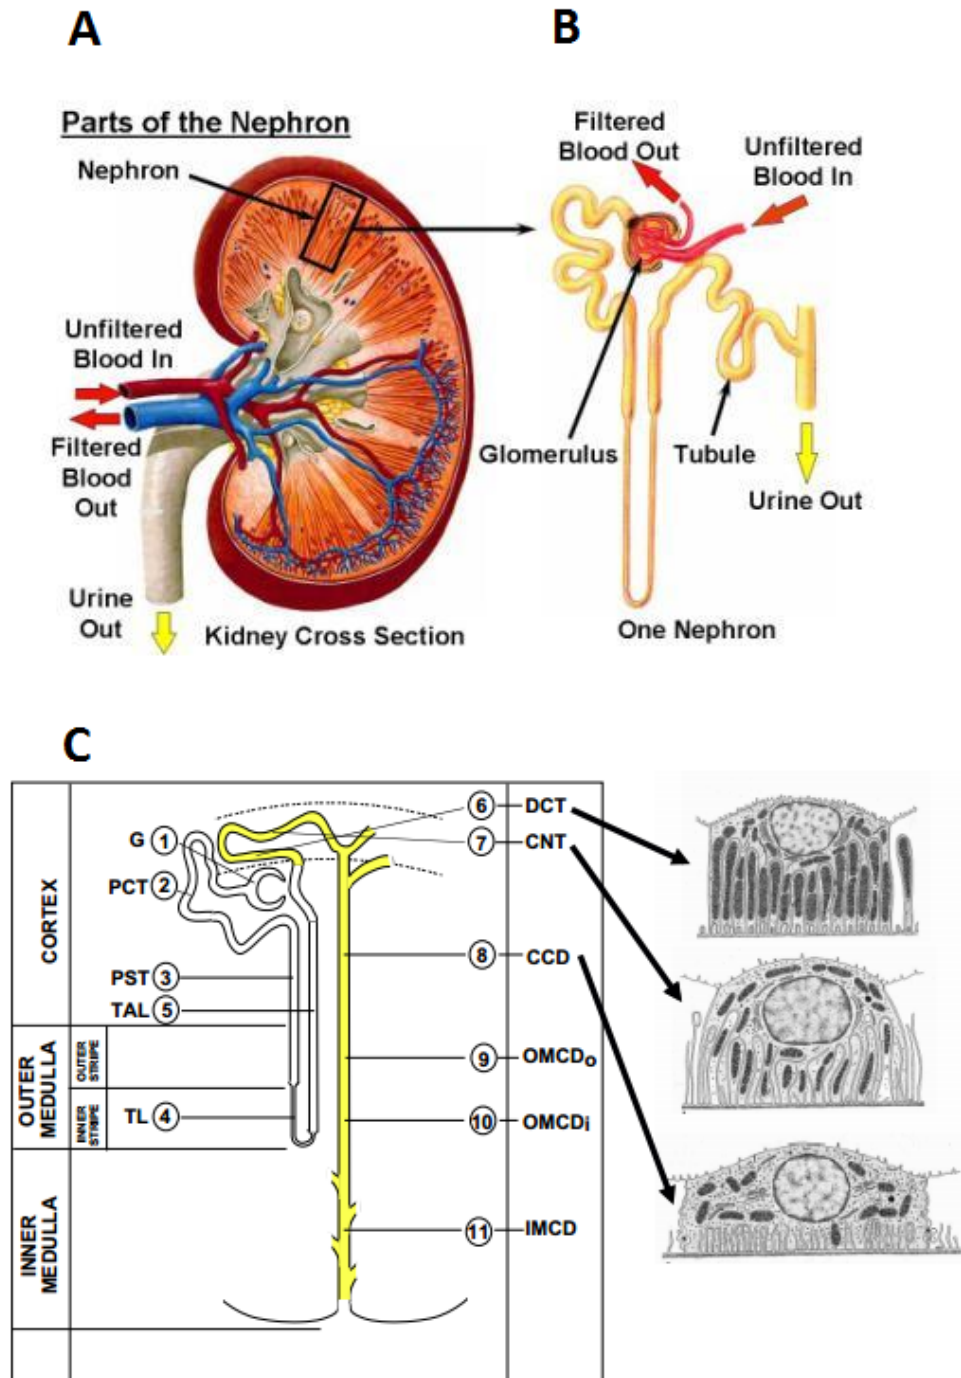 A
B
Parts of the Nephron
Nephron
Unfiltered
Blood In
Filtered
Blood
Out
Urine
Out
Kidney Cross Section
Filtered
Blood Out
Unfiltered
Blood In
Glomerulus
Tubule
Urine Out
One Nephron
C
CORTEX
OUTER
MEDULLA
OUTER
STRIPE
INNER
STRIPE
INNER
MEDULLA
G 1
PCT 2
PST 3
TAL 5
TL 4
6 DCT
7 CNT
8 CCD
9 OMCDo
10 OMCDi
11 IMCD